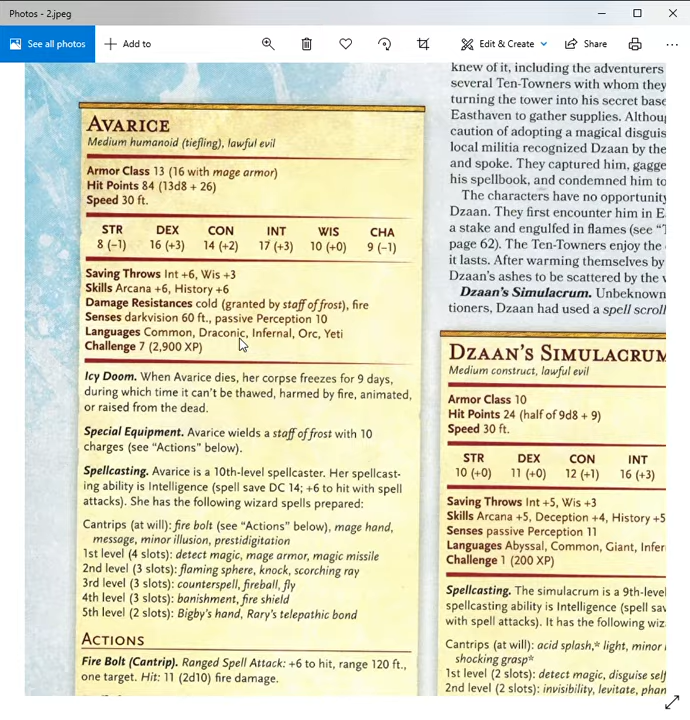 Photos - 2.jpeg
See all photos
Add to
Edit & Create
Share
AVARICE
Medium humanoid (tiefling), lawful evil
Armor Class 13 (16 with mage armor)
Hit Points 84 (13d8 + 26)
Speed 30 ft.
STR DEX CON INT WIS CHA
8 (-1) 16 (+3) 14 (+2) 17 (+3) 10 (+0) 9 (-1)
Saving Throws Int +6, Wis +3
Skills Arcana +6, History +6
Damage Resistances cold (granted by staff of frost), fire
Senses darkvision 60 ft., passive Perception 10
Languages Common, Draconic, Infernal, Orc, Yeti
Challenge 7 (2,900 XP)
Icy Doom. When Avarice dies, her corpse freezes for 9 days,
during which time it can't be thawed, harmed by fire, animated,
or raised from the dead.
Special Equipment. Avarice wields a staff of frost with 10
charges (see "Actions" below).
Spellcasting. Avarice is a 10th-level spellcaster. Her spellcast-
ing ability is Intelligence (spell save DC 14; +6 to hit with spell
attacks). She has the following wizard spells prepared:
Cantrips (at will): fire bolt (see "Actions" below), mage hand,
message, minor illusion, prestidigitation
1st level (4 slots): detect magic, mage armor, magic missile
2nd level (3 slots): flaming sphere, knock, scorching ray
3rd level (3 slots): counterspell, fireball, fly
4th level (3 slots): banishment, fire shield
5th level (2 slots): Bigby's hand, Rary's telepathic bond
ACTIONS
Fire Bolt (Cantrip). Ranged Spell Attack: +6 to hit, range 120 ft.,
one target. Hit: 11 (2d10) fire damage.
knew of it, including the adventurers
several Ten-Towners with whom they
turning the tower into his secret base
Easthaven to gather supplies. Althou
caution of adopting a magical disguis
local militia recognized Dzaan by the
and spoke. They captured him, gagge
his spellbook, and condemned him to
The characters have no opportunity
Dzaan. They first encounter him in E
a stake and engulfed in flames (see "T
page 62). The Ten-Towners enjoy the
it lasts. After warming themselves by
Dzaan's ashes to be scattered by the w
Dzaan's Simulacrum. Unbeknown
tioners, Dzaan had used a spell scroll
DZAAN'S SIMULACRUM
Medium construct, lawful evil
Armor Class 10
Hit Points 24 (half of 9d8 + 9)
Speed 30 ft.
STR DEX CON INT
10 (+0) 11 (+0) 12 (+1) 16 (+3)
Saving Throws Int +5, Wis +3
Skills Arcana +5, Deception +4, History +5
Senses passive Perception 11
Languages Abyssal, Common, Giant, Infer
Challenge 1 (200 XP)
Spellcasting. The simulacrum is a 9th-level
spellcasting ability is Intelligence (spell sav
with spell attacks). It has the following wiz
Cantrips (at will): acid splash,* light, minor
shocking grasp*
1st level (2 slots): detect magic, disguise self
2nd level (2 slots): invisibility, levitate, phan